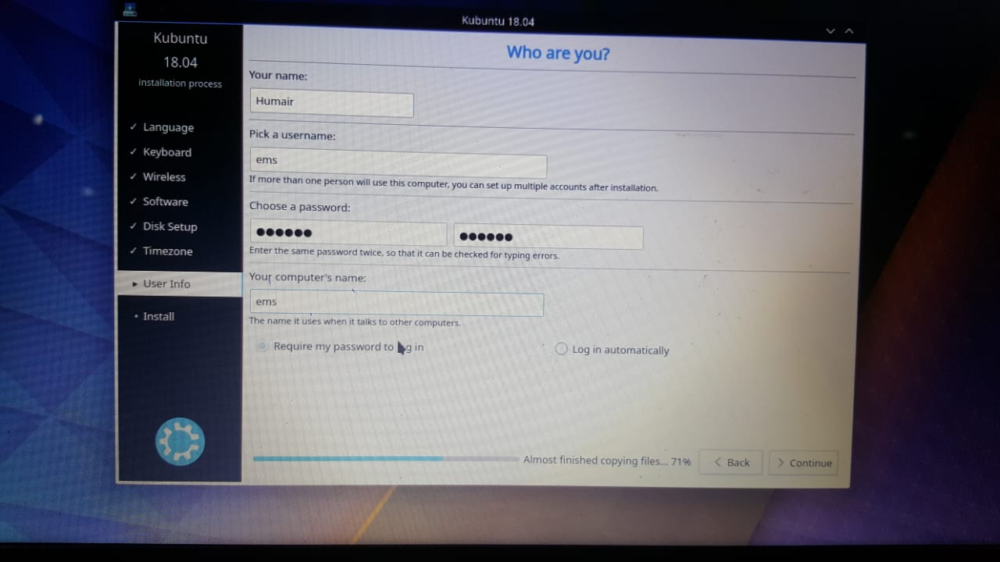 Kubuntu 18.04
Kubuntu
18.04
installation process
✓ Language
✓ Keyboard
✓ Wireless
✓ Software
✓ Disk Setup
✓ Timezone
▸ User Info
• Install
Who are you?
Your name:
Humair
Pick a username:
ems
If more than one person will use this computer, you can set up multiple accounts after installation.
Choose a password:
●●●●●● ●●●●●●
Enter the same password twice, so that it can be checked for typing errors.
Your computer's name:
ems
The name it uses when it talks to other computers.
Require my password to log in
Log in automatically
Almost finished copying files... 71%
Back
Continue